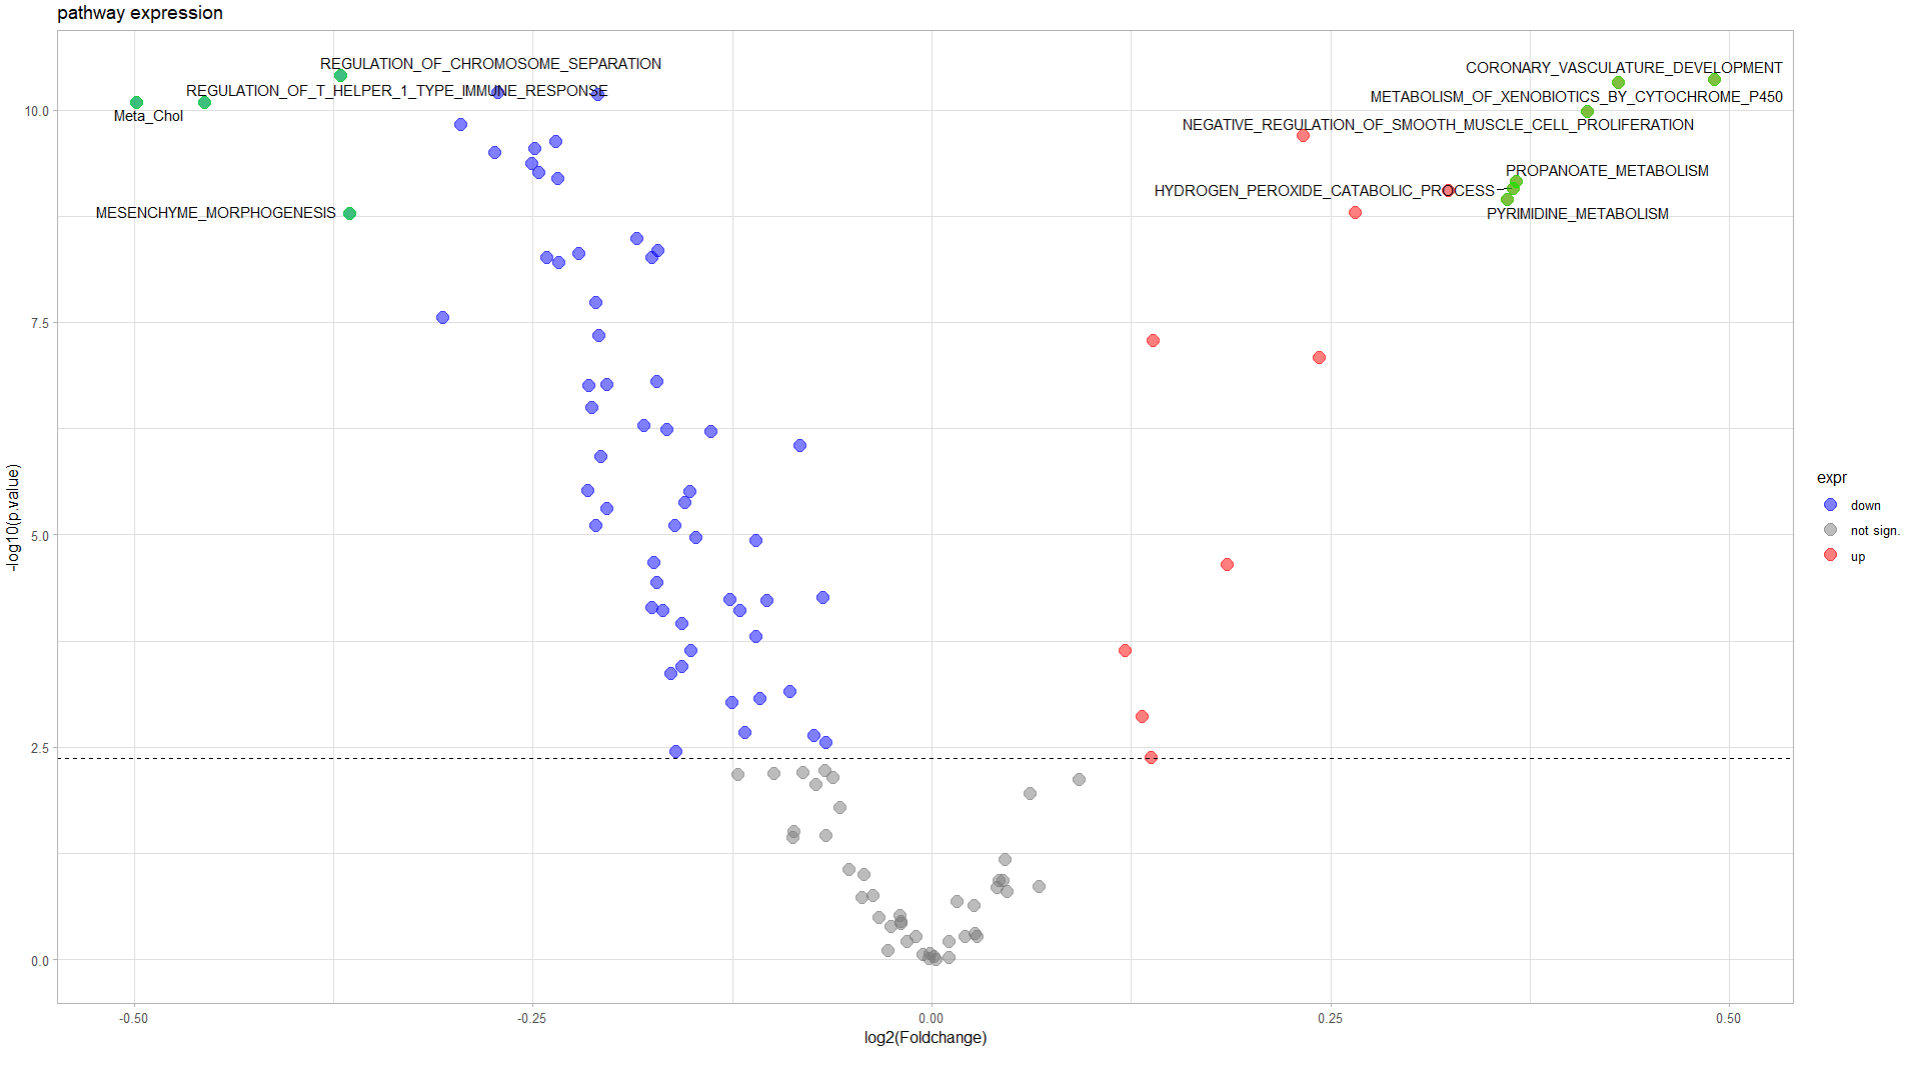 pathway expression
REGULATION_OF_CHROMOSOME_SEPARATION
CORONARY_VASCULATURE_DEVELOPMENT
REGULATION_OF_T_HELPER_1_TYPE_IMMUNE_RESPONSE
METABOLISM_OF_XENOBIOTICS_BY_CYTOCHROME_P450
Meta_Chol
NEGATIVE_REGULATION_OF_SMOOTH_MUSCLE_CELL_PROLIFERATION
PROPANOATE_METABOLISM
HYDROGEN_PEROXIDE_CATABOLIC_PROCESS
MESENCHYME_MORPHOGENESIS
PYRIMIDINE_METABOLISM
10.0
7.5
5.0
2.5
0.0
-log10(p.value)
-0.50
-0.25
0.00
0.25
0.50
log2(Foldchange)
expr
down
not sign.
up